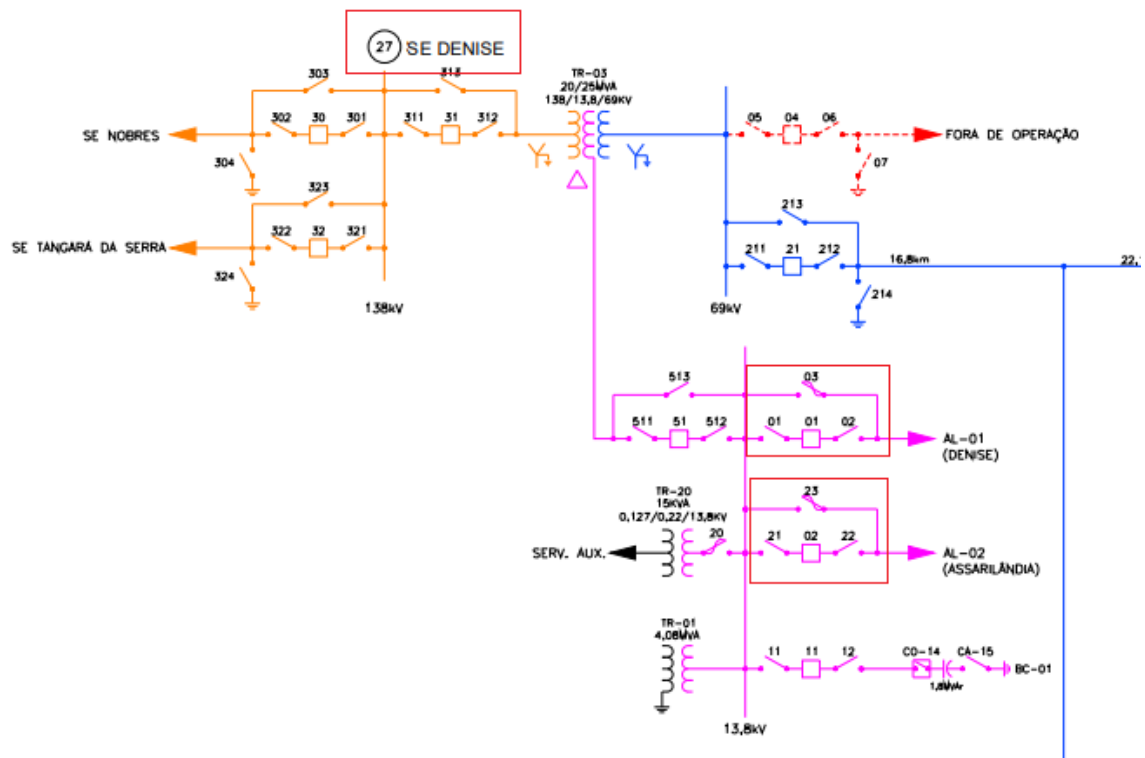 27 SE DENISE
303
313
TR-03
20/25MVA
138/13,8/69KV
302 30 301
311 31 312
SE NOBRES
304
05 04 06
FORA DE OPERAÇÃO
07
323
322 32 321
SE TANGARÁ DA SERRA
324
138kV
213
211 21 212
16,8km
22,
214
69kV
513
03
511 51 512
01 01 02
AL-01
(DENISE)
TR-20
15KVA
0,127/0,22/13,8KV
20
SERV. AUX.
23
21 02 22
AL-02
(ASSARILÂNDIA)
TR-01
4,08MVA
11 11 12
CO-14
CA-15
BC-01
1,8MVAr
13,8kV